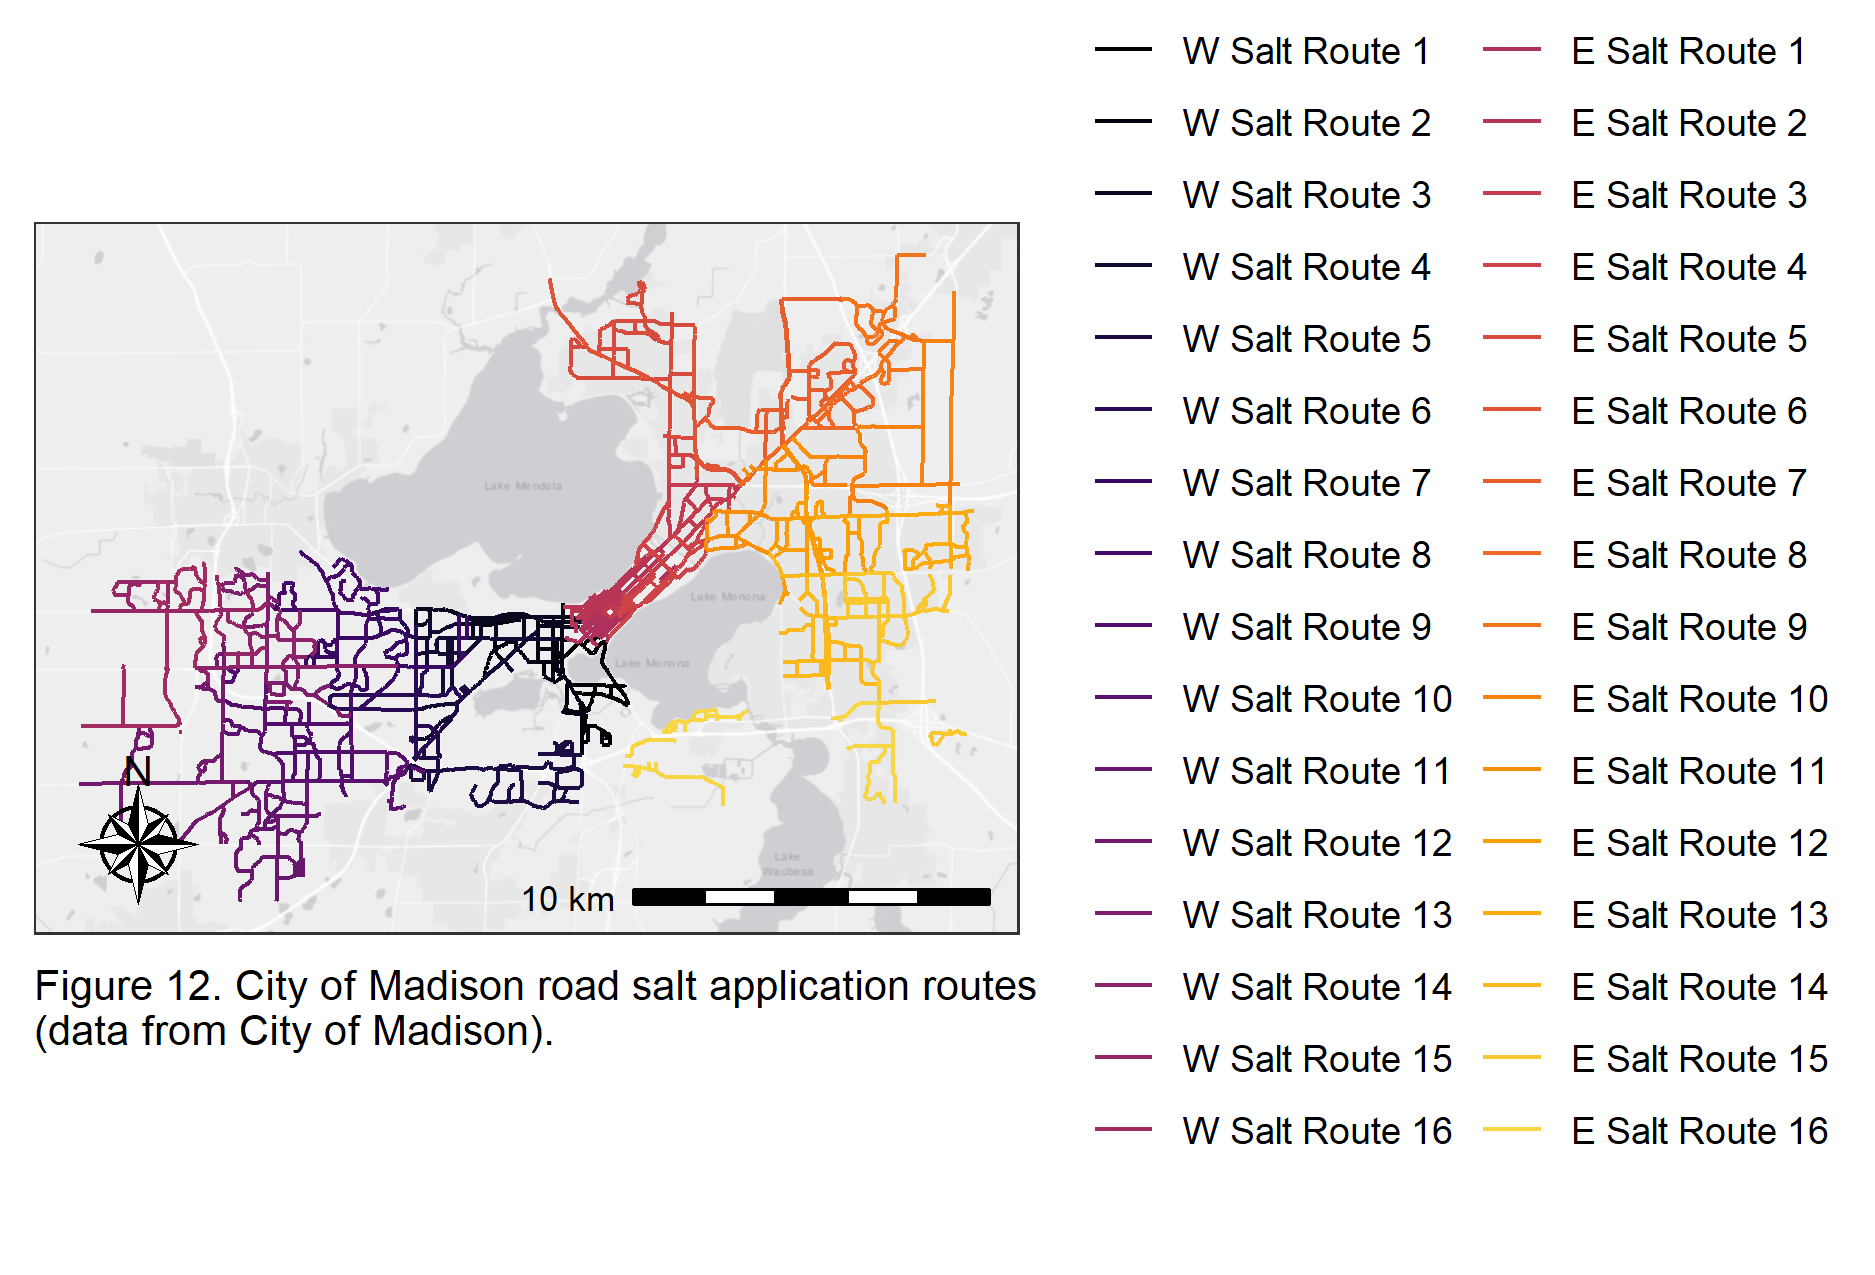 W Salt Route 1
W Salt Route 2
W Salt Route 3
W Salt Route 4
W Salt Route 5
W Salt Route 6
W Salt Route 7
W Salt Route 8
W Salt Route 9
W Salt Route 10
W Salt Route 11
W Salt Route 12
W Salt Route 13
W Salt Route 14
W Salt Route 15
W Salt Route 16
E Salt Route 1
E Salt Route 2
E Salt Route 3
E Salt Route 4
E Salt Route 5
E Salt Route 6
E Salt Route 7
E Salt Route 8
E Salt Route 9
E Salt Route 10
E Salt Route 11
E Salt Route 12
E Salt Route 13
E Salt Route 14
E Salt Route 15
E Salt Route 16
Lake Mendota
Lake Monona
Lake Monona
N
Lake
Waubesa
10 km
Figure 12. City of Madison road salt application routes
(data from City of Madison).